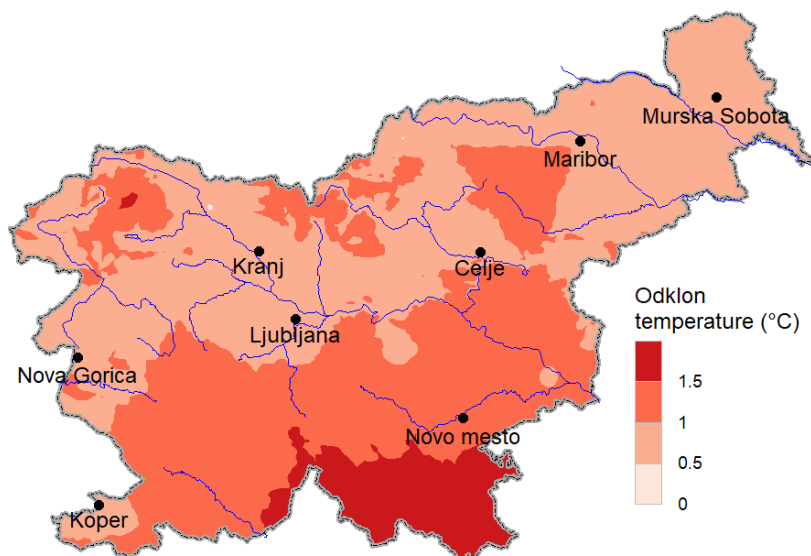 Murska Sobota
Maribor
Kranj
Celje
Ljubljana
Nova Gorica
Novo mesto
Koper
Odklon
temperature (°C)
1.5
1
0.5
0